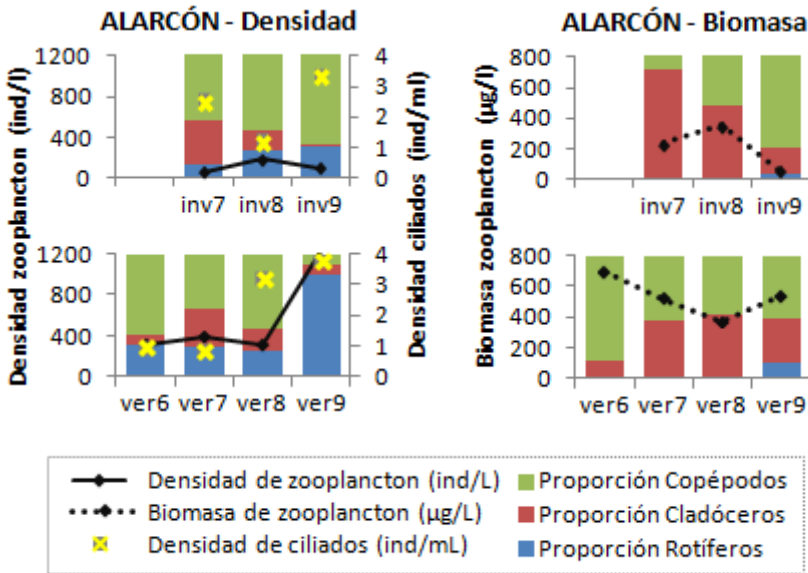 ALARCÓN - Densidad
ALARCÓN - Biomasa
Densidad zooplancton (ind/l)
1200
800
400
0
4
3
2
1
0
inv7 inv8 inv9
Densidad ciliados (ind/ml)
1200
800
400
0
4
3
2
1
0
ver6 ver7 ver8 ver9
Biomasa zooplancton (µg/l)
800
600
400
200
0
inv7 inv8 inv9
800
600
400
200
0
ver6 ver7 ver8 ver9
Densidad de zooplancton (ind/L) Proporción Copépodos
Biomasa de zooplancton (µg/L) Proporción Cladóceros
Densidad de ciliados (ind/mL) Proporción Rotíferos